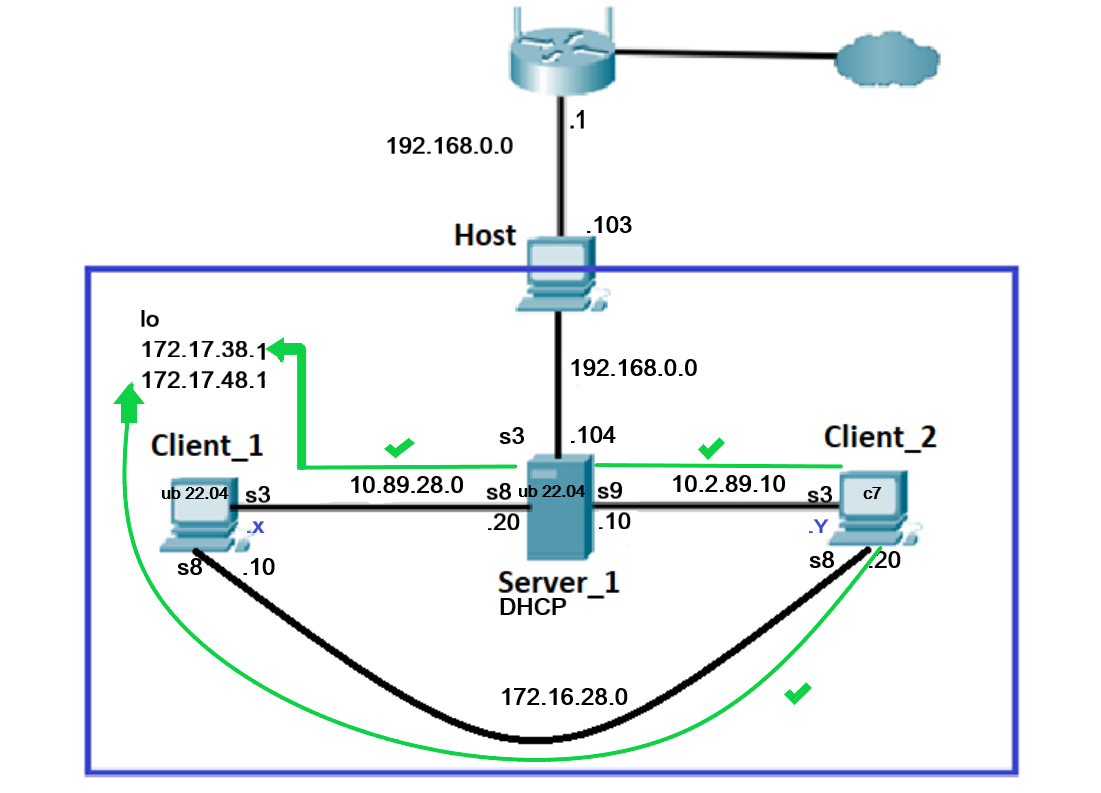 .1
192.168.0.0
.103
Host
lo
172.17.38.1
172.17.48.1
192.168.0.0
Client_1
s3
.104
Client_2
ub 22.04
s3
10.89.28.0
s8
ub 22.04
s9
10.2.89.10
s3
c7
.x
.20
.10
.Y
s8
.10
Server_1
DHCP
s8
.20
172.16.28.0